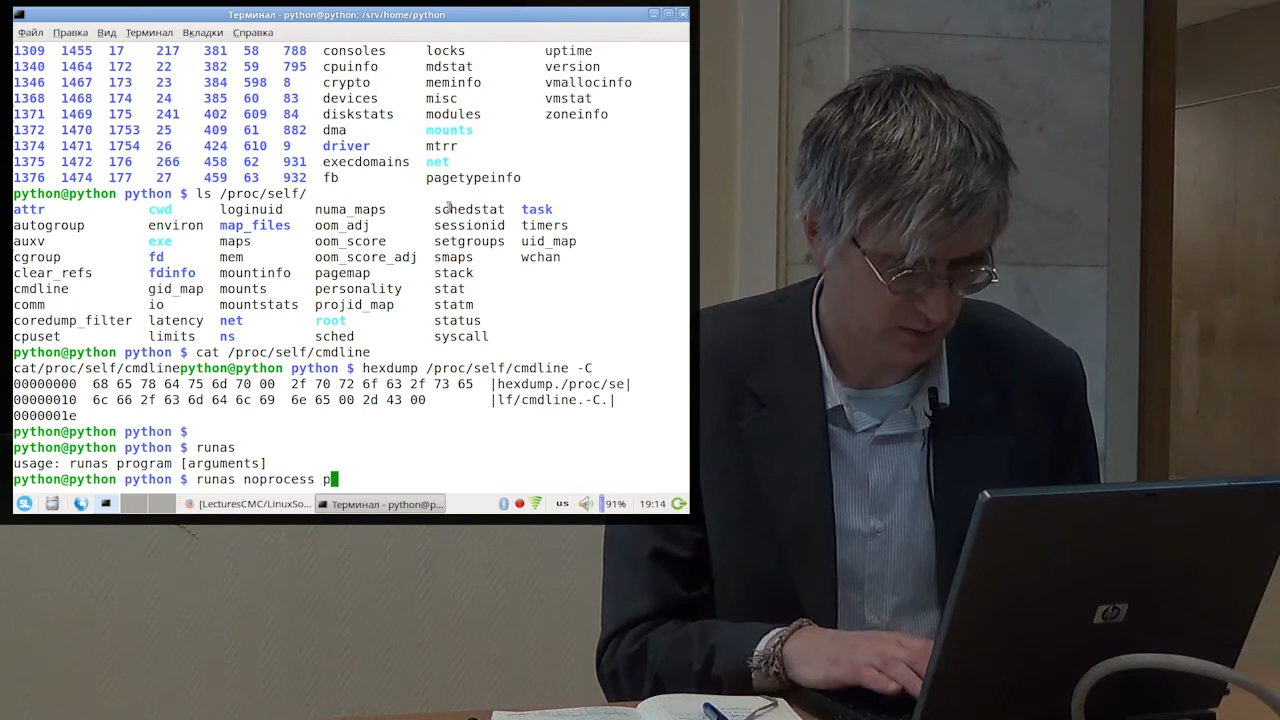 Терминал - python@python: /srv/home/python
Файл Правка Вид Терминал Вкладки Справка
1309 1455 17 217 381 58 788 consoles locks uptime
1340 1464 172 22 382 59 795 cpuinfo mdstat version
1346 1467 173 23 384 598 8 crypto meminfo vmallocinfo
1368 1468 174 24 385 60 83 devices misc vmstat
1371 1469 175 241 402 609 84 diskstats modules zoneinfo
1372 1470 1753 25 409 61 882 dma mounts
1374 1471 1754 26 424 610 9 driver mtrr
1375 1472 176 266 458 62 931 execdomains net
1376 1474 177 27 459 63 932 fb pagetypeinfo
python@python python $ ls /proc/self/
attr cwd loginuid numa_maps schedstat task
autogroup environ map_files oom_adj sessionid timers
auxv exe maps oom_score setgroups uid_map
cgroup fd mem oom_score_adj smaps wchan
clear_refs fdinfo mountinfo pagemap stack
cmdline gid_map mounts personality stat
comm io mountstats projid_map statm
coredump_filter latency net root status
cpuset limits ns sched syscall
python@python python $ cat /proc/self/cmdline
cat/proc/self/cmdlinepython@python python $ hexdump /proc/self/cmdline -C
00000000 68 65 78 64 75 6d 70 00 2f 70 72 6f 63 2f 73 65 |hexdump./proc/se|
00000010 6c 66 2f 63 6d 64 6c 69 6e 65 00 2d 43 00 |lf/cmdline.-C.|
0000001e
python@python python $
python@python python $ runas
usage: runas program [arguments]
python@python python $ runas noprocess p
[LecturesCMC/LinuxSo... Терминал - python@p... us 91% 19:14
hp